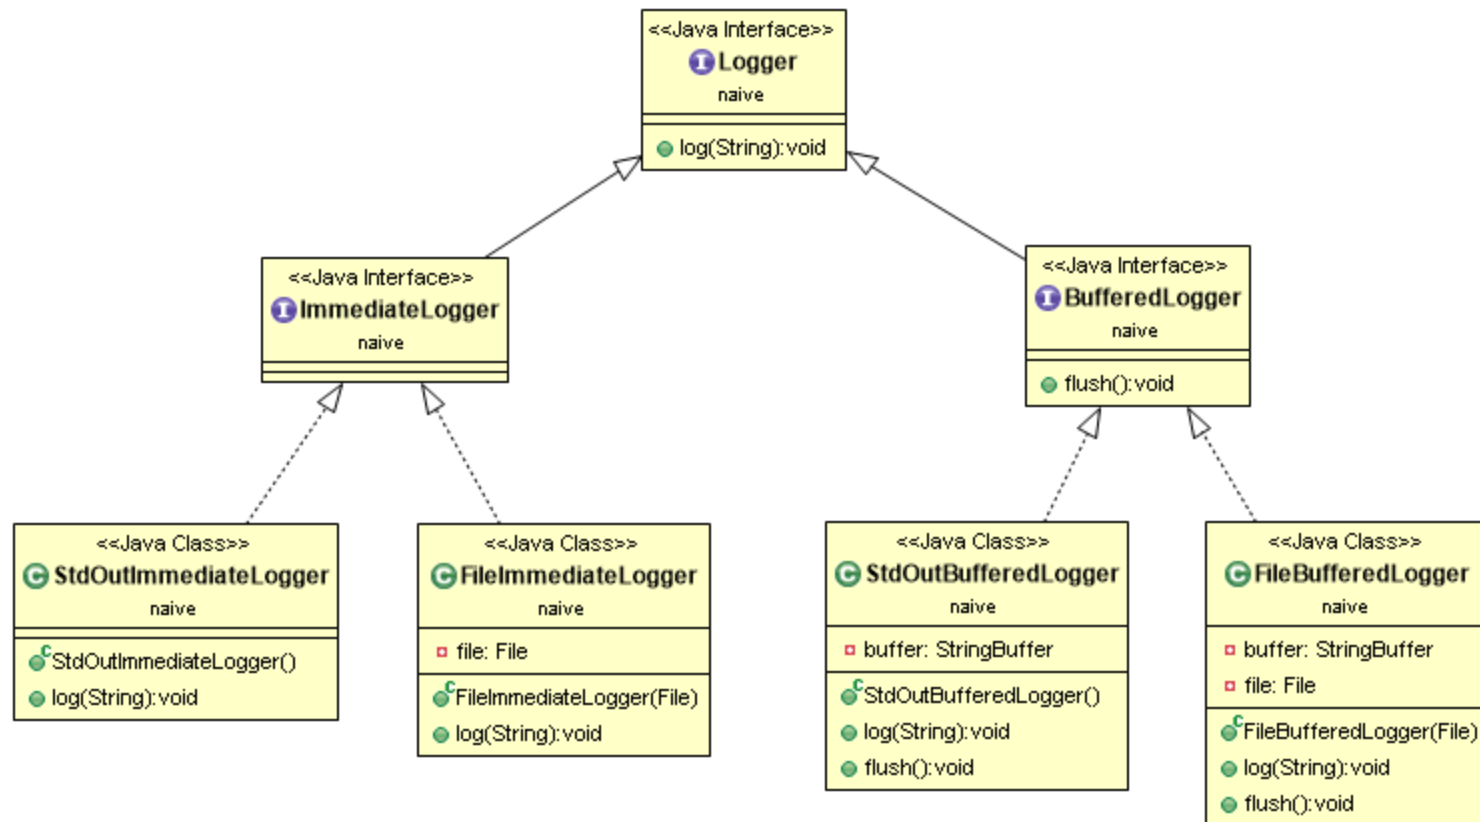 <<Java Interface>>
Logger
naive
log(String):void
<<Java Interface>>
ImmediateLogger
naive
<<Java Interface>>
BufferedLogger
naive
flush():void
<<Java Class>>
StdOutImmediateLogger
naive
StdOutImmediateLogger()
log(String):void
<<Java Class>>
FileImmediateLogger
naive
file: File
FileImmediateLogger(File)
log(String):void
<<Java Class>>
StdOutBufferedLogger
naive
buffer: StringBuffer
StdOutBufferedLogger()
log(String):void
flush():void
<<Java Class>>
FileBufferedLogger
naive
buffer: StringBuffer
file: File
FileBufferedLogger(File)
log(String):void
flush():void